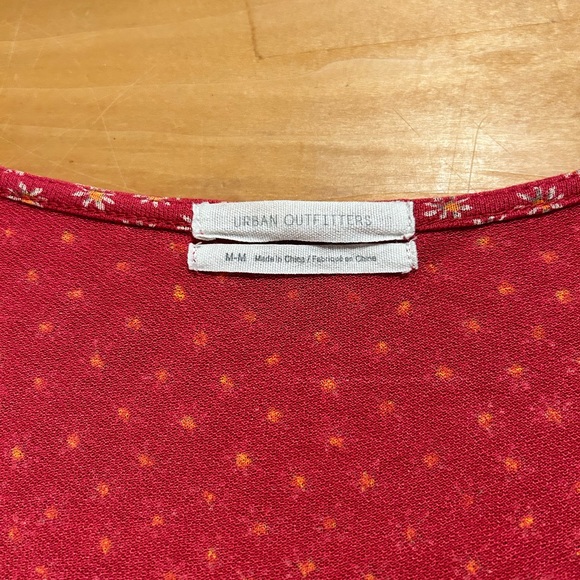 URBAN OUTFITTERS
M-M Made in China / Fabriqué en Chine